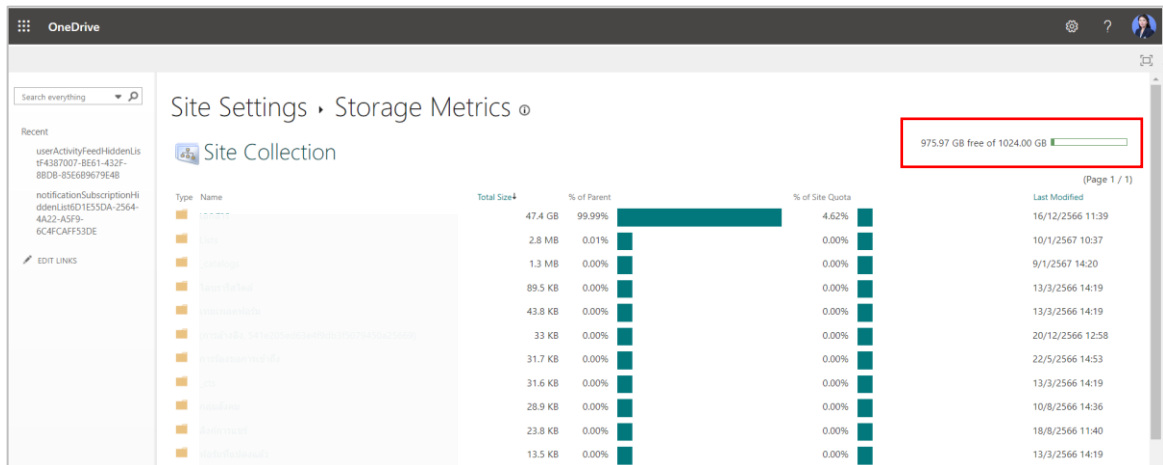 OneDrive
?
Search everything
Recent
userActivityFeedHiddenLis
tF4387007-BE61-432F-
8BDB-85E6B9679E4B
notificationSubscriptionHi
ddenList6D1E55DA-2564-
4A22-A5F9-
6C4FCAFF53DE
EDIT LINKS
Site Settings › Storage Metrics
Site Collection
975.97 GB free of 1024.00 GB
(Page 1 / 1)
Type Name Total Size↓ % of Parent % of Site Quota Last Modified
47.4 GB 99.99% 4.62% 16/12/2566 11:39
2.8 MB 0.01% 0.00% 10/1/2567 10:37
1.3 MB 0.00% 0.00% 9/1/2567 14:20
89.5 KB 0.00% 0.00% 13/3/2566 14:19
43.8 KB 0.00% 0.00% 13/3/2566 14:19
33 KB 0.00% 0.00% 20/12/2566 12:58
31.7 KB 0.00% 0.00% 22/5/2566 14:53
31.6 KB 0.00% 0.00% 13/3/2566 14:19
28.9 KB 0.00% 0.00% 10/8/2566 14:36
23.8 KB 0.00% 0.00% 18/8/2566 11:40
13.5 KB 0.00% 0.00% 13/3/2566 14:19